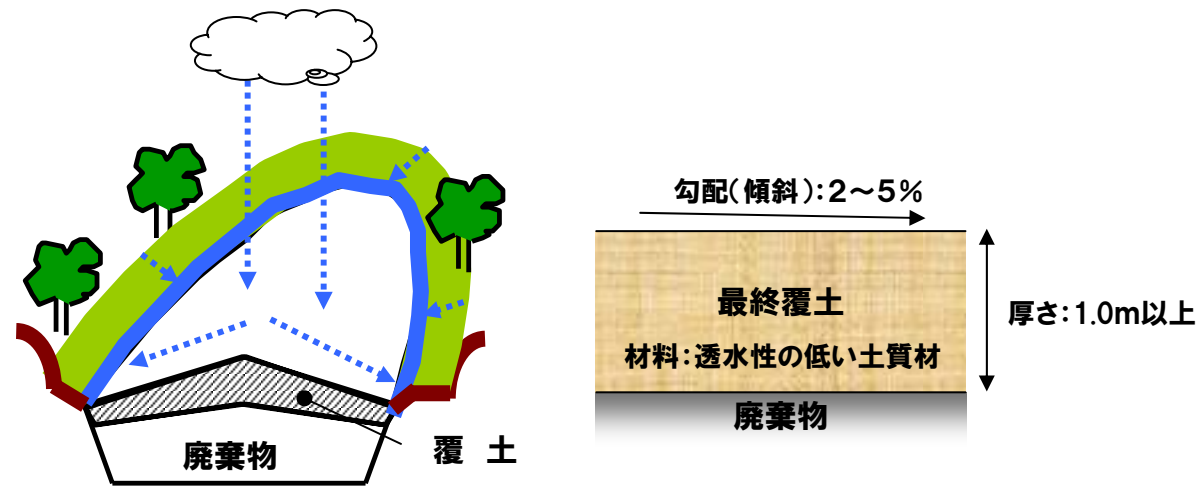 廃棄物
覆 土
勾配(傾斜):2～5%
最終覆土
材料:透水性の低い土質材
厚さ:1.0m以上
廃棄物